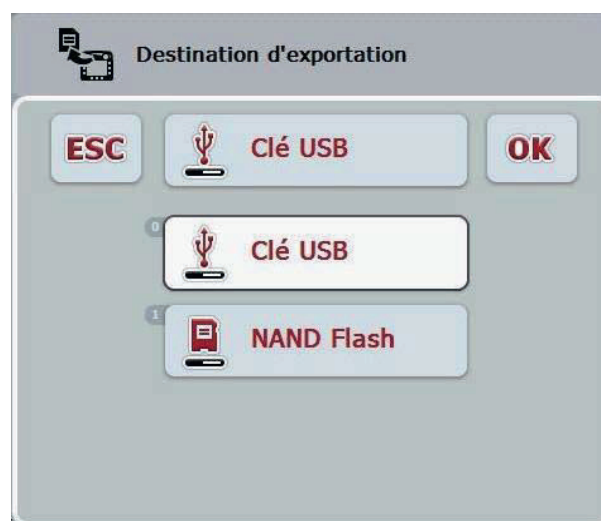 Destination d'exportation
ESC
Clé USB
OK
0
Clé USB
1
NAND Flash